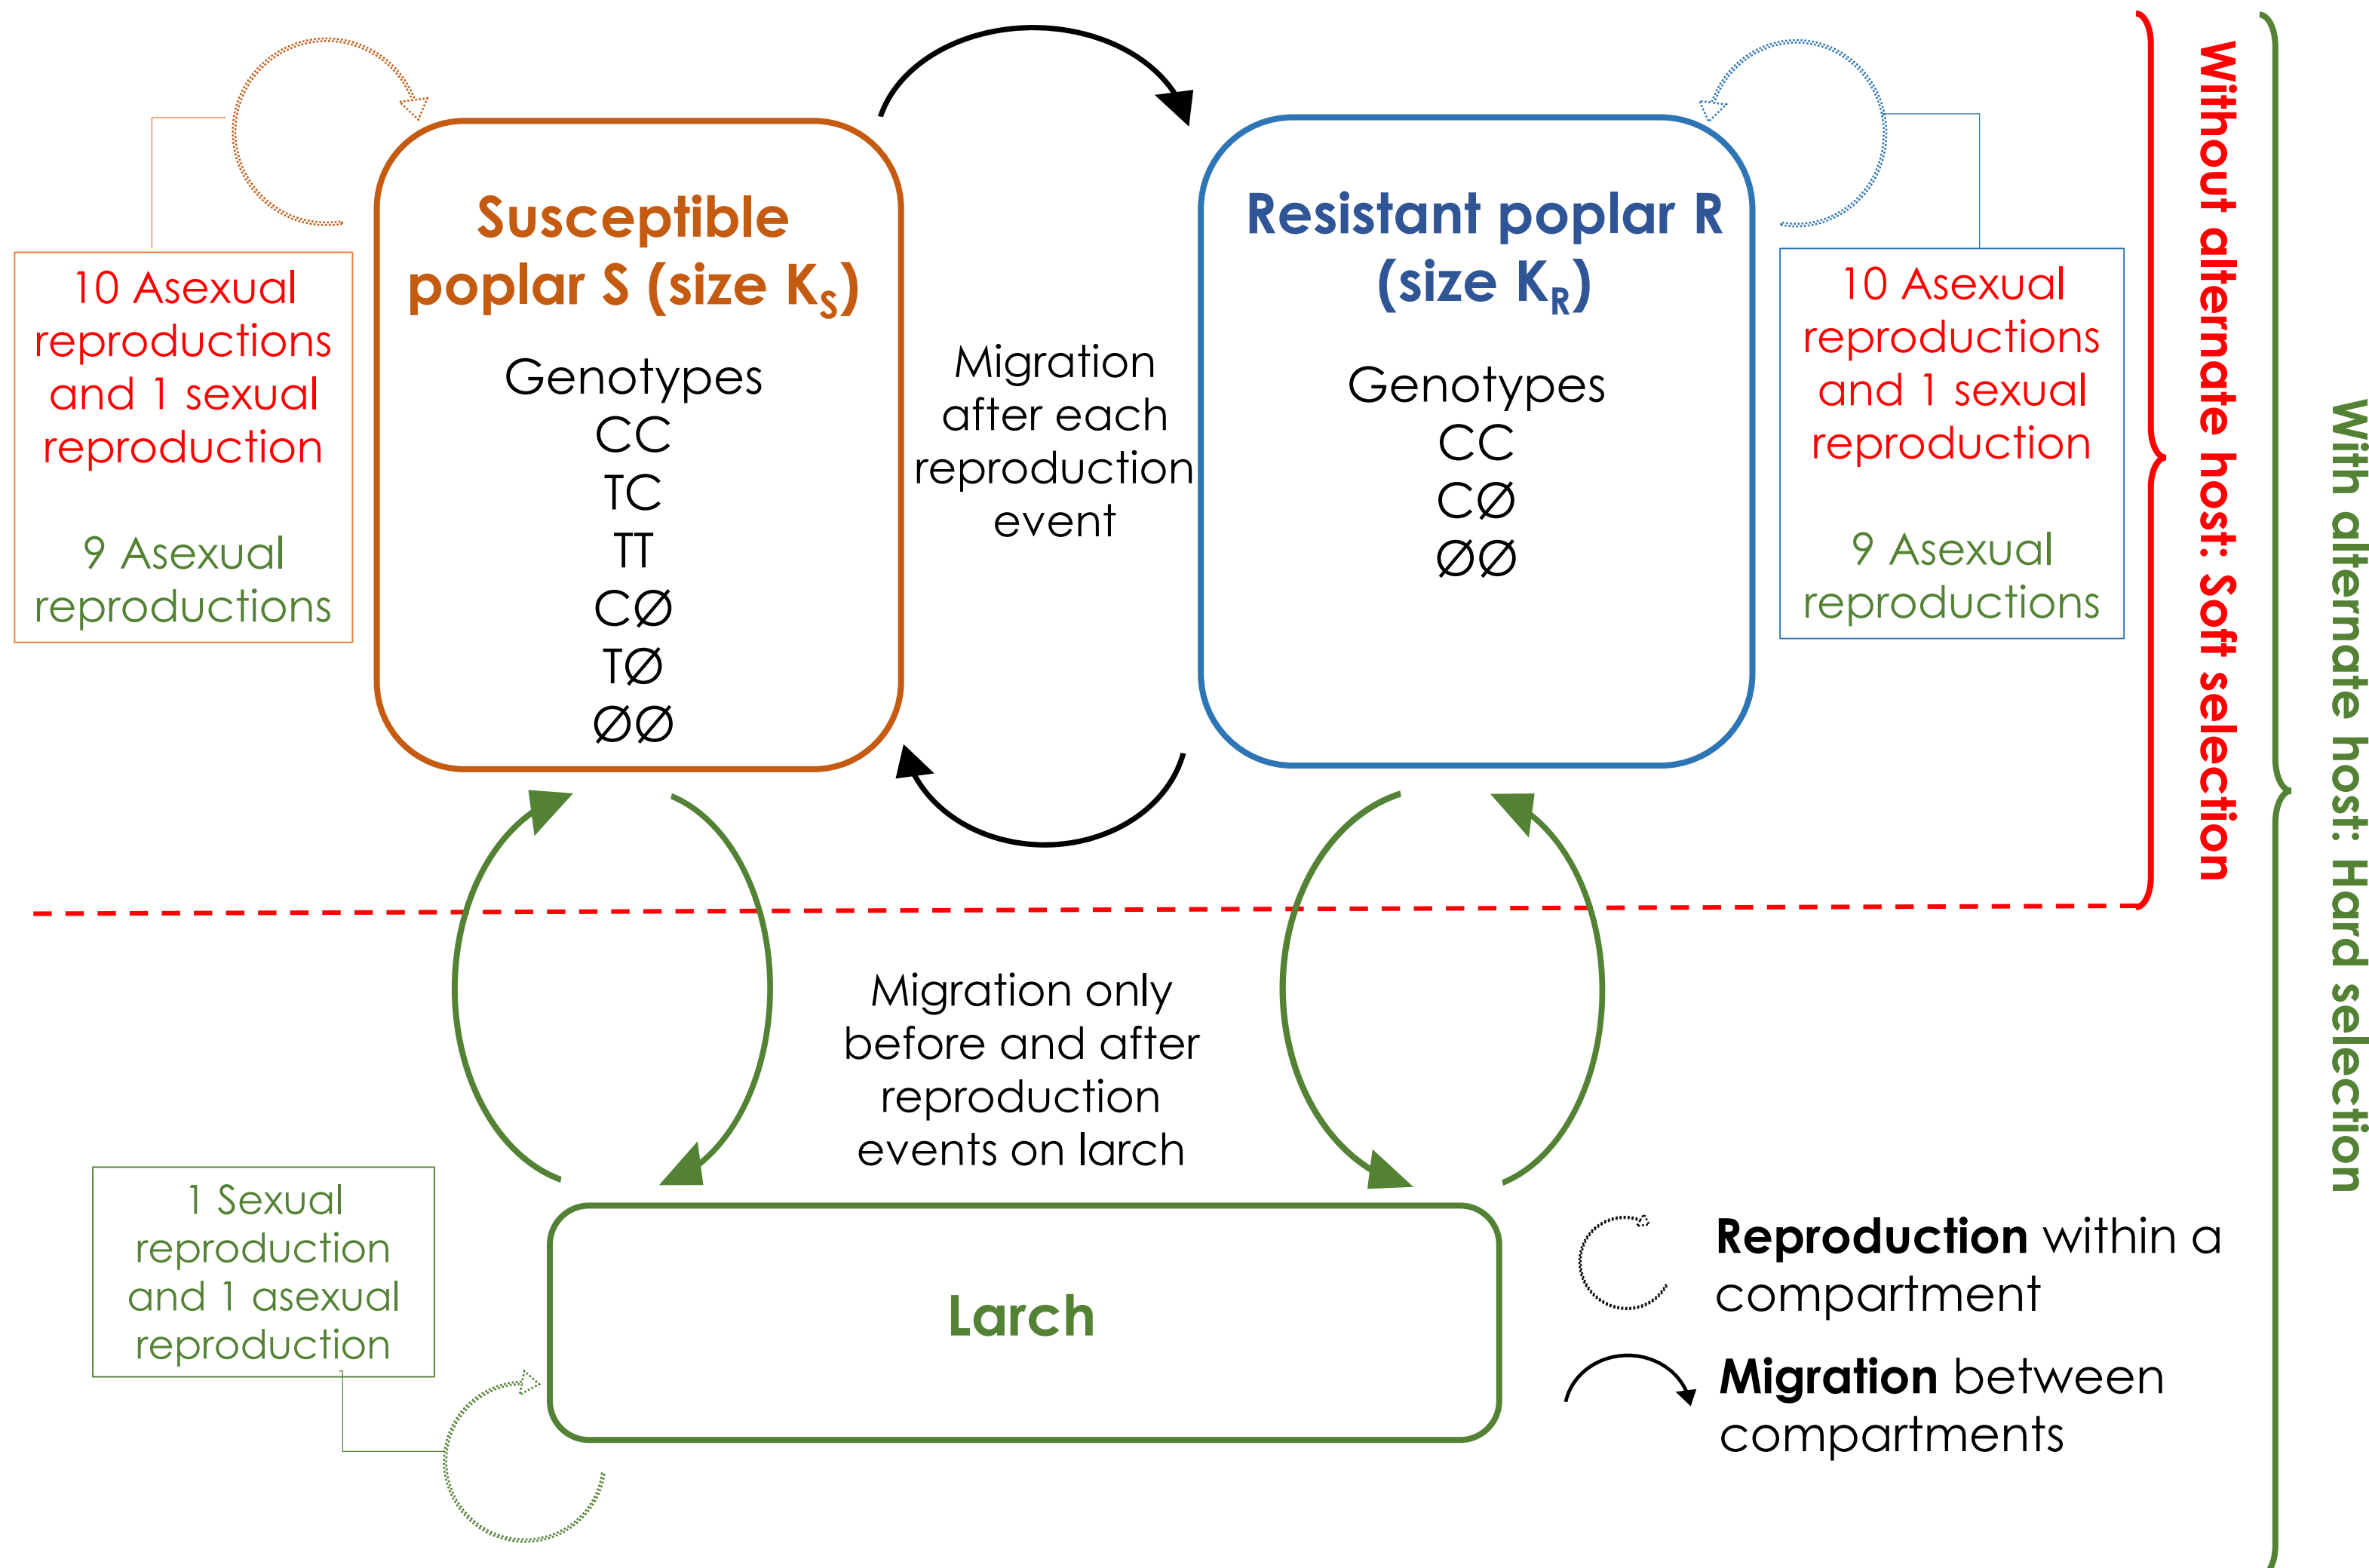 Susceptible
poplar S (size KS)
Genotypes
CC
TC
TT
CØ
TØ
ØØ
10 Asexual
reproductions
and 1 sexual
reproduction
9 Asexual
reproductions
Migration
after each
reproduction
event
Resistant poplar R
(size KR)
Genotypes
CC
CØ
ØØ
10 Asexual
reproductions
and 1 sexual
reproduction
9 Asexual
reproductions
Without alternate host: Soft selection
With alternate host: Hard selection
Migration only
before and after
reproduction
events on larch
1 Sexual
reproduction
and 1 asexual
reproduction
Larch
Reproduction within a
compartment
Migration between
compartments